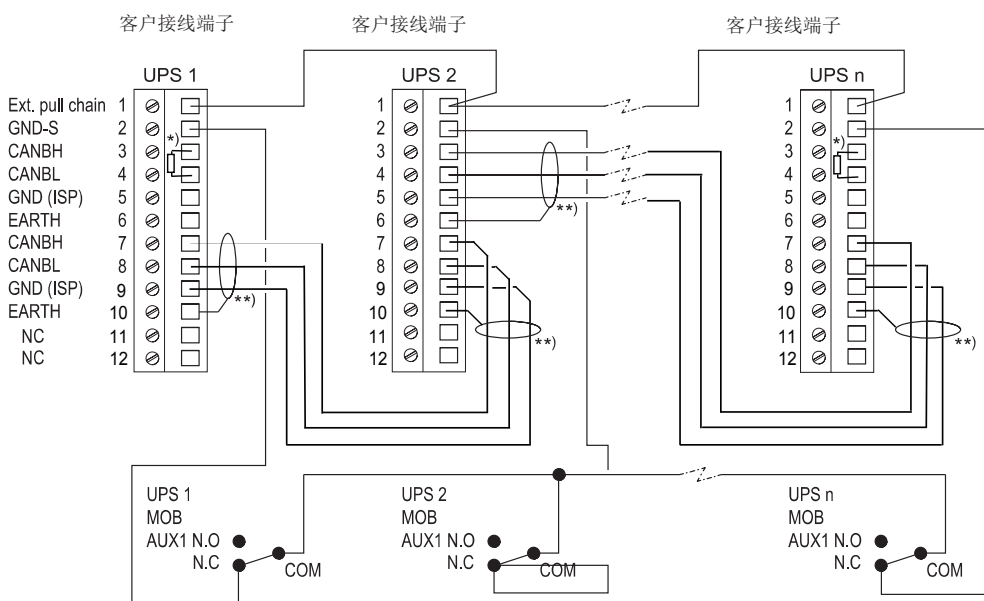 客户接线端子 客户接线端子 客户接线端子
UPS 1 UPS 2 UPS n
Ext. pull chain 1 1 1
GND-S 2 2 2
CANBH 3 *) 3 3 *)
CANBL 4 4 4
GND (ISP) 5 5 5
EARTH 6 **) 6 6
CANBH 7 7 7
CANBL 8 8 8
GND (ISP) 9 **) 9 9
EARTH 10 10 10
NC 11 11 **) 11 **)
NC 12 12 12
UPS 1 UPS 2 UPS n
MOB MOB MOB
AUX1 N.O AUX1 N.O AUX1 N.O
N.C COM N.C COM N.C COM